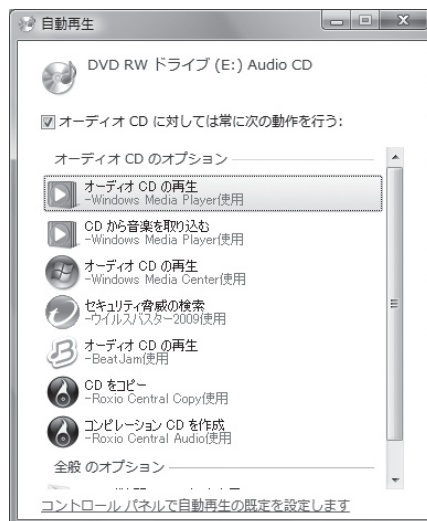 自動再生
DVD RW ドライブ (E:) Audio CD
オーディオ CD に対しては常に次の動作を行う:
オーディオ CD のオプション
オーディオ CD の再生
-Windows Media Player使用
CD から音楽を取り込む
-Windows Media Player使用
オーディオ CD の再生
-Windows Media Center使用
セキュリティ脅威の検索
-ウイルスバスター2009使用
オーディオ CD の再生
-BeatJam使用
CD をコピー
-Roxio Central Copy使用
コンピレーション CD を作成
-Roxio Central Audio使用
全般 のオプション
コントロール パネルで自動再生の既定を設定します